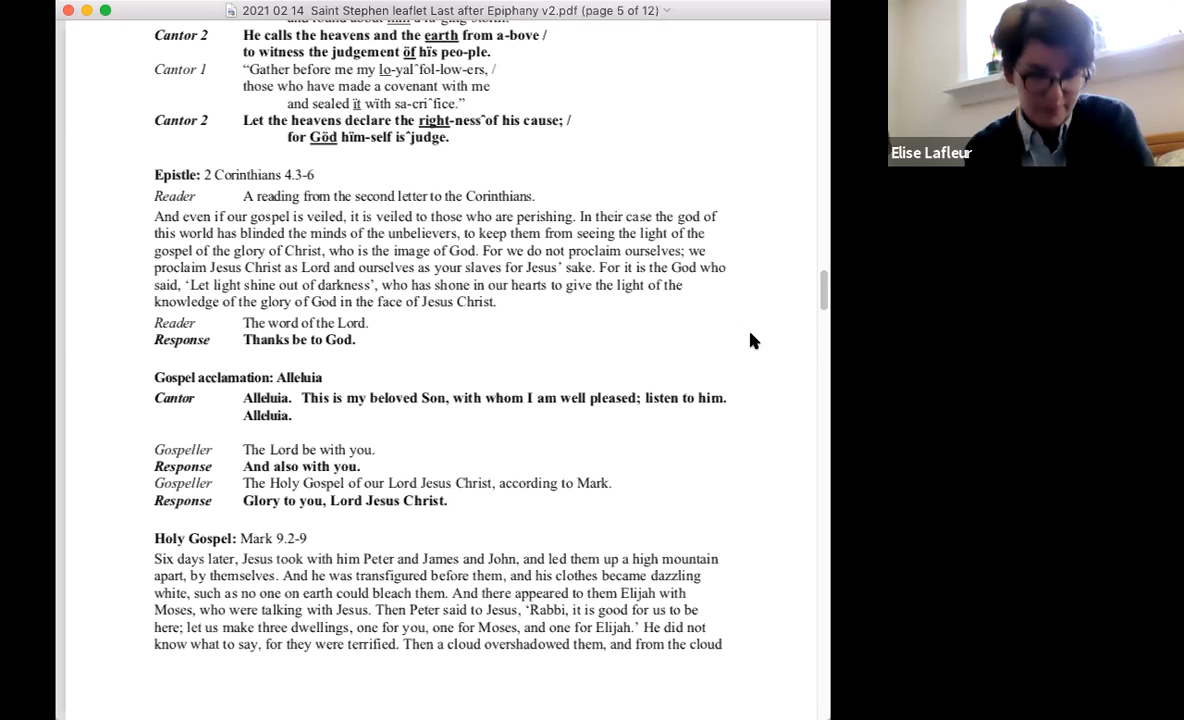 2021 02 14 Saint Stephen leaflet Last after Epiphany v2.pdf (page 5 of 12)
Cantor 2 He calls the heavens and the earth from a-bove /
to witness the judgement öf hïs peo-ple.
Cantor 1 “Gather before me my lo-yal^fol-low-ers, /
those who have made a covenant with me
and sealed ït wïth sa-cri^fice.”
Cantor 2 Let the heavens declare the right-ness^of his cause; /
for Göd hïm-self is^judge.
Epistle: 2 Corinthians 4.3-6
Reader A reading from the second letter to the Corinthians.
And even if our gospel is veiled, it is veiled to those who are perishing. In their case the god of
this world has blinded the minds of the unbelievers, to keep them from seeing the light of the
gospel of the glory of Christ, who is the image of God. For we do not proclaim ourselves; we
proclaim Jesus Christ as Lord and ourselves as your slaves for Jesus’ sake. For it is the God who
said, ‘Let light shine out of darkness’, who has shone in our hearts to give the light of the
knowledge of the glory of God in the face of Jesus Christ.
Reader The word of the Lord.
Response Thanks be to God.
Gospel acclamation: Alleluia
Cantor Alleluia. This is my beloved Son, with whom I am well pleased; listen to him.
Alleluia.
Gospeller The Lord be with you.
Response And also with you.
Gospeller The Holy Gospel of our Lord Jesus Christ, according to Mark.
Response Glory to you, Lord Jesus Christ.
Holy Gospel: Mark 9.2-9
Six days later, Jesus took with him Peter and James and John, and led them up a high mountain
apart, by themselves. And he was transfigured before them, and his clothes became dazzling
white, such as no one on earth could bleach them. And there appeared to them Elijah with
Moses, who were talking with Jesus. Then Peter said to Jesus, ‘Rabbi, it is good for us to be
here; let us make three dwellings, one for you, one for Moses, and one for Elijah.’ He did not
know what to say, for they were terrified. Then a cloud overshadowed them, and from the cloud
Elise Lafleur